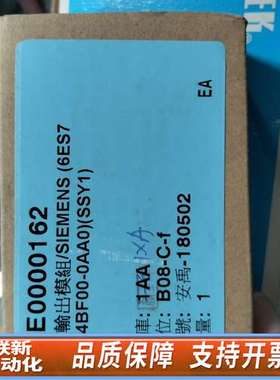 E0000162
輸出模組/SIEMENS (6ES7
4BF00-0AA0)(SSY1)
庫: 1AA XA
: B08-C-f
號: 安禹-180502
量: 1
EA
联新
动化
品质保障 支持开票